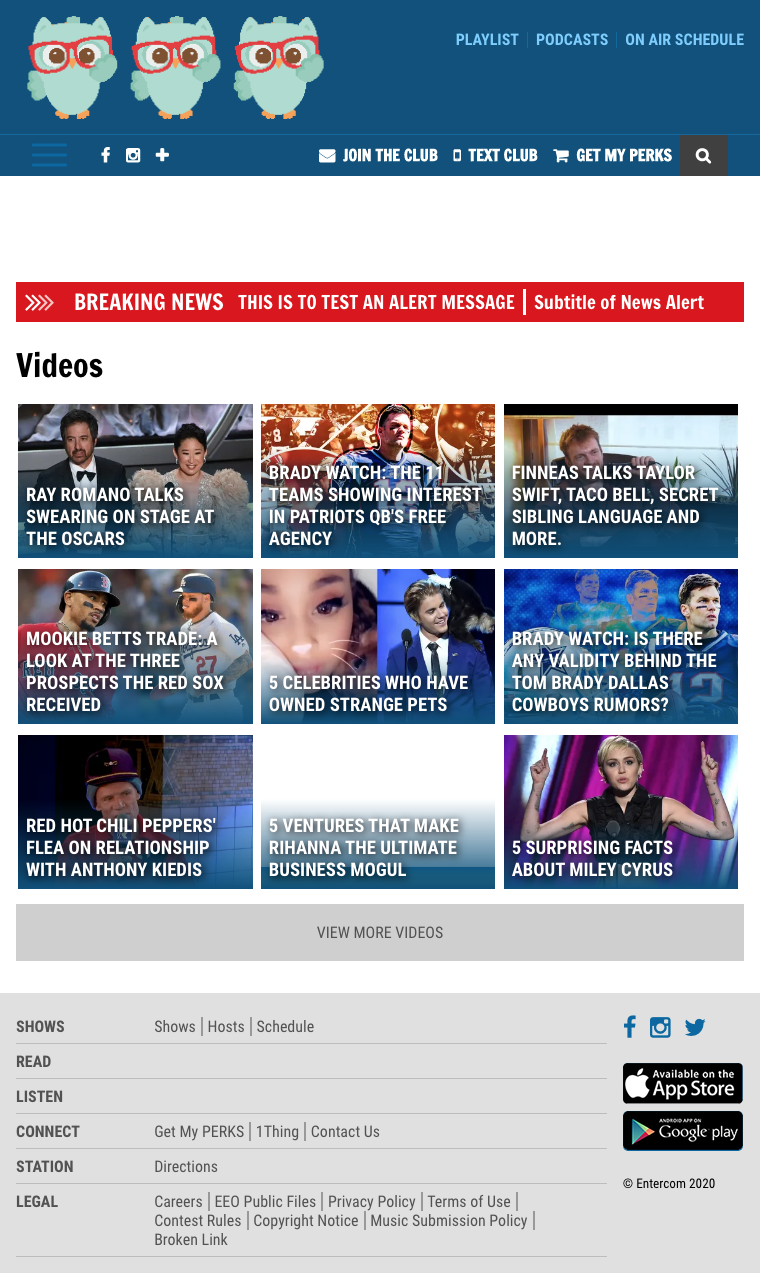 PLAYLIST PODCASTS ON AIR SCHEDULE
JOIN THE CLUB TEXT CLUB GET MY PERKS
BREAKING NEWS THIS IS TO TEST AN ALERT MESSAGE Subtitle of News Alert
Videos
RAY ROMANO TALKS
SWEARING ON STAGE AT
THE OSCARS
BRADY WATCH: THE 11
TEAMS SHOWING INTEREST
IN PATRIOTS QB'S FREE
AGENCY
FINNEAS TALKS TAYLOR
SWIFT, TACO BELL, SECRET
SIBLING LANGUAGE AND
MORE.
MOOKIE BETTS TRADE: A
LOOK AT THE THREE
PROSPECTS THE RED SOX
RECEIVED
27
5 CELEBRITIES WHO HAVE
OWNED STRANGE PETS
BRADY WATCH: IS THERE
ANY VALIDITY BEHIND THE
TOM BRADY DALLAS
COWBOYS RUMORS?
12
RED HOT CHILI PEPPERS'
FLEA ON RELATIONSHIP
WITH ANTHONY KIEDIS
5 VENTURES THAT MAKE
RIHANNA THE ULTIMATE
BUSINESS MOGUL
5 SURPRISING FACTS
ABOUT MILEY CYRUS
VIEW MORE VIDEOS
SHOWS Shows | Hosts | Schedule
READ
LISTEN
CONNECT Get My PERKS | 1Thing | Contact Us
STATION Directions
LEGAL Careers | EEO Public Files | Privacy Policy | Terms of Use |
Contest Rules | Copyright Notice | Music Submission Policy |
Broken Link
Available on the
App Store
ANDROID APP ON
Google play
© Entercom 2020